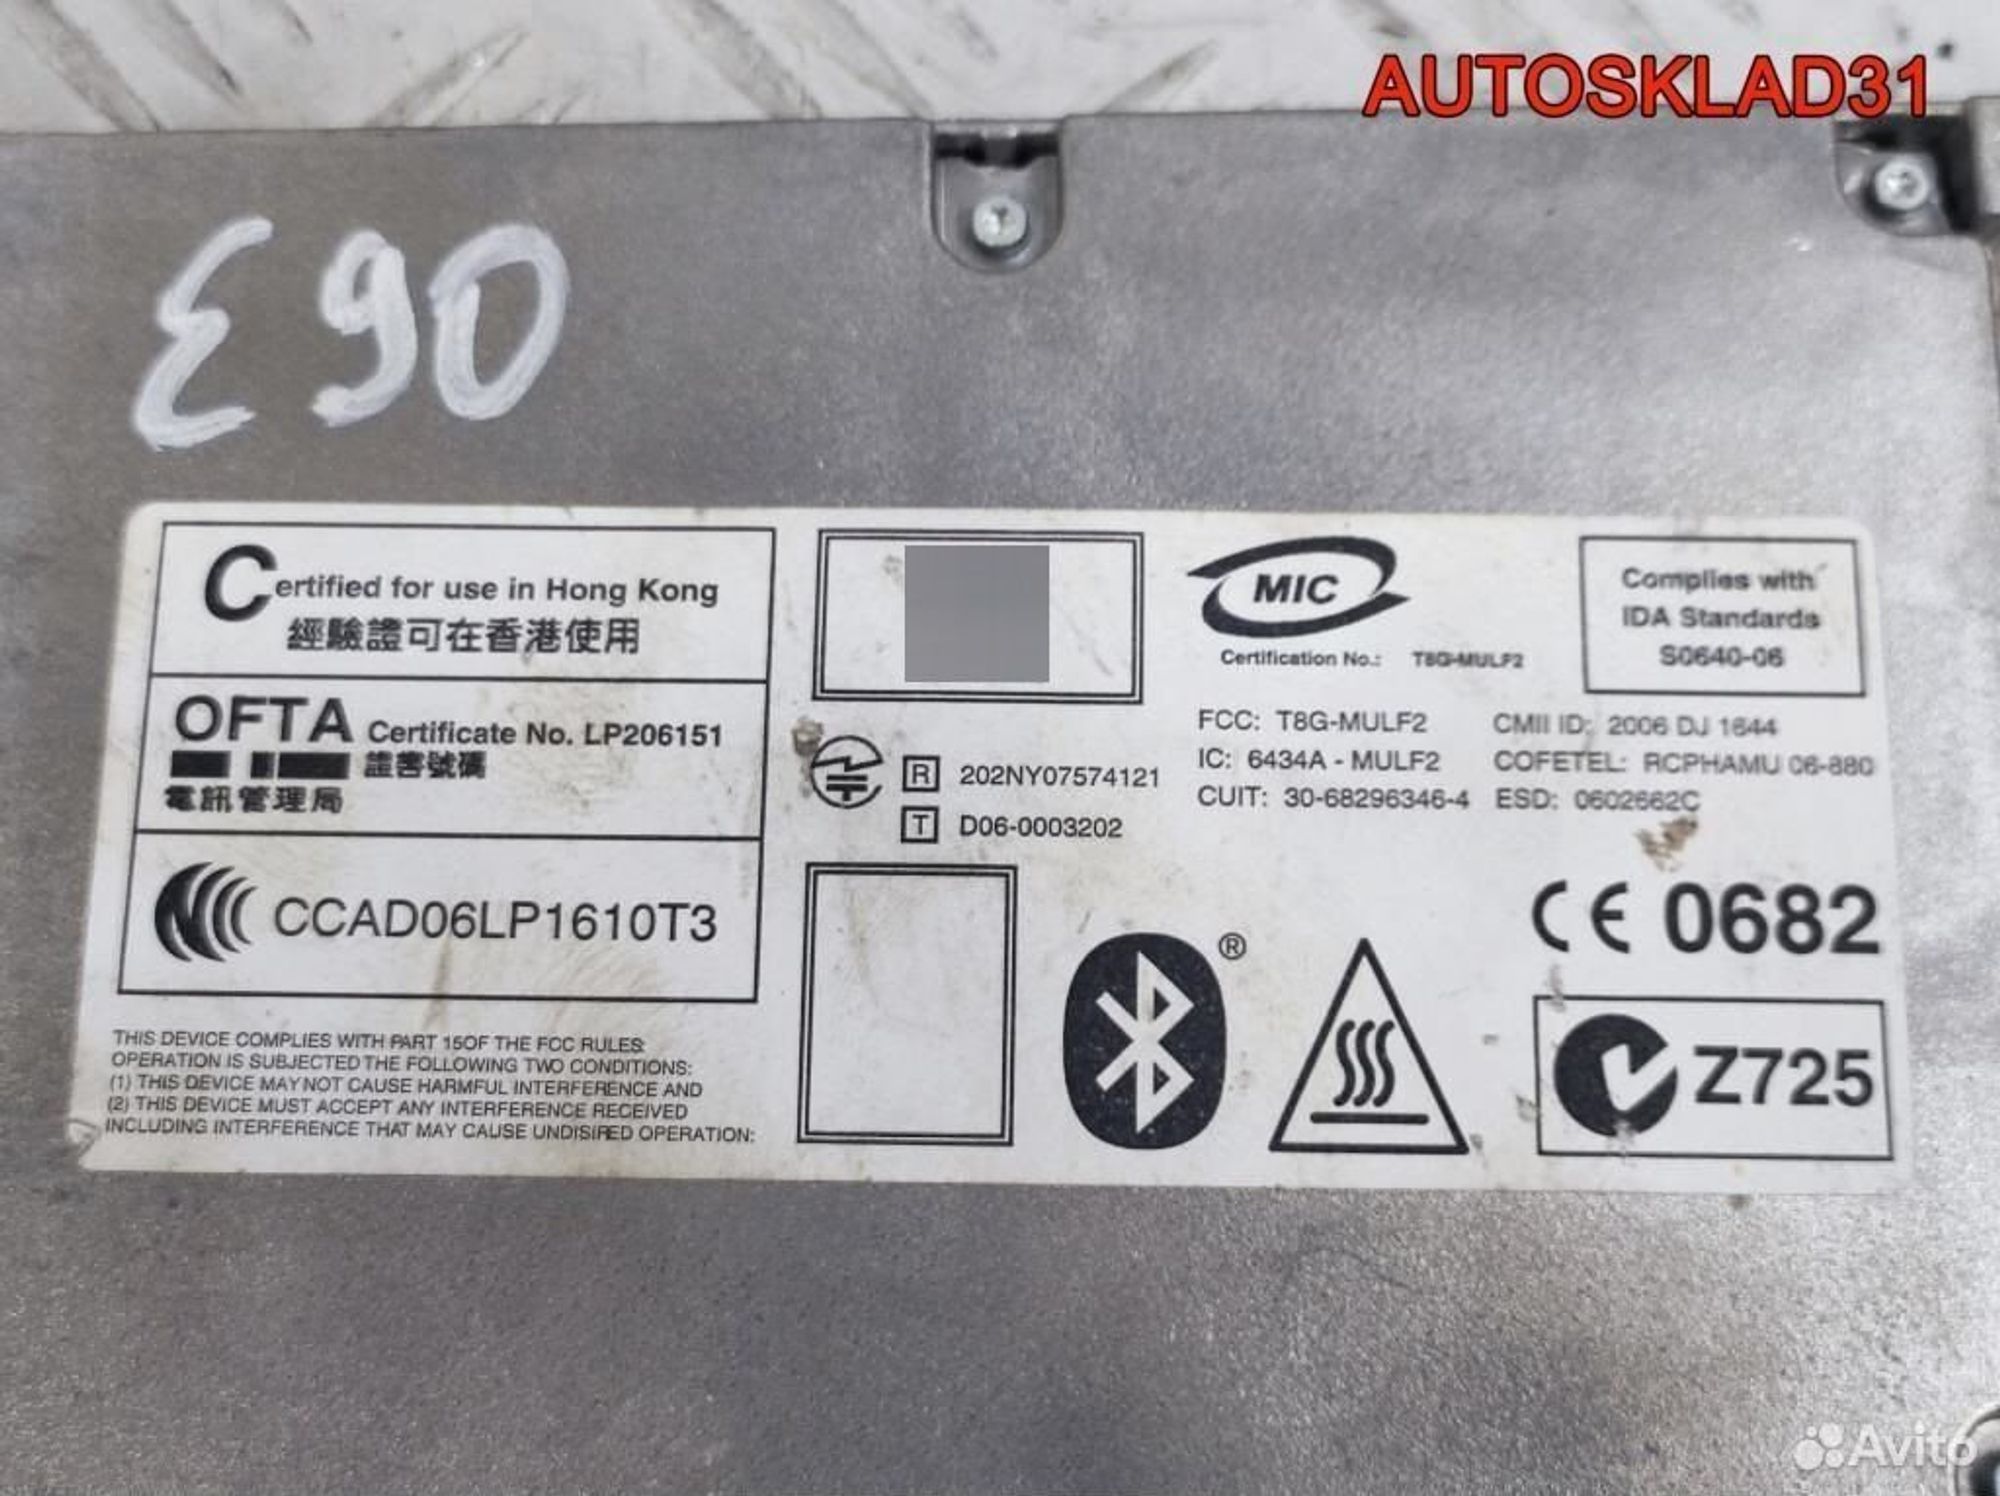 AUTOSKLAD31
E90
Certified for use in Hong Kong
經驗證可在香港使用
OFTA Certificate No. LP206151
證書號碼
電訊管理局
CCAD06LP1610T3
THIS DEVICE COMPLIES WITH PART 15OF THE FCC RULES:
OPERATION IS SUBJECTED THE FOLLOWING TWO CONDITIONS:
(1) THIS DEVICE MAY NOT CAUSE HARMFUL INTERFERENCE AND
(2) THIS DEVICE MUST ACCEPT ANY INTERFERENCE RECEIVED
INCLUDING INTERFERENCE THAT MAY CAUSE UNDISIRED OPERATION:
R 202NY07574121
T D06-0003202
MIC
Certification No.: T8G-MULF2
Complies with
IDA Standards
S0640-06
FCC: T8G-MULF2 CMII ID: 2006 DJ 1644
IC: 6434A - MULF2 COFETEL: RCPHAMU 06-880
CUIT: 30-68296346-4 ESD: 0602662C
®
CE 0682
Z725
Avito